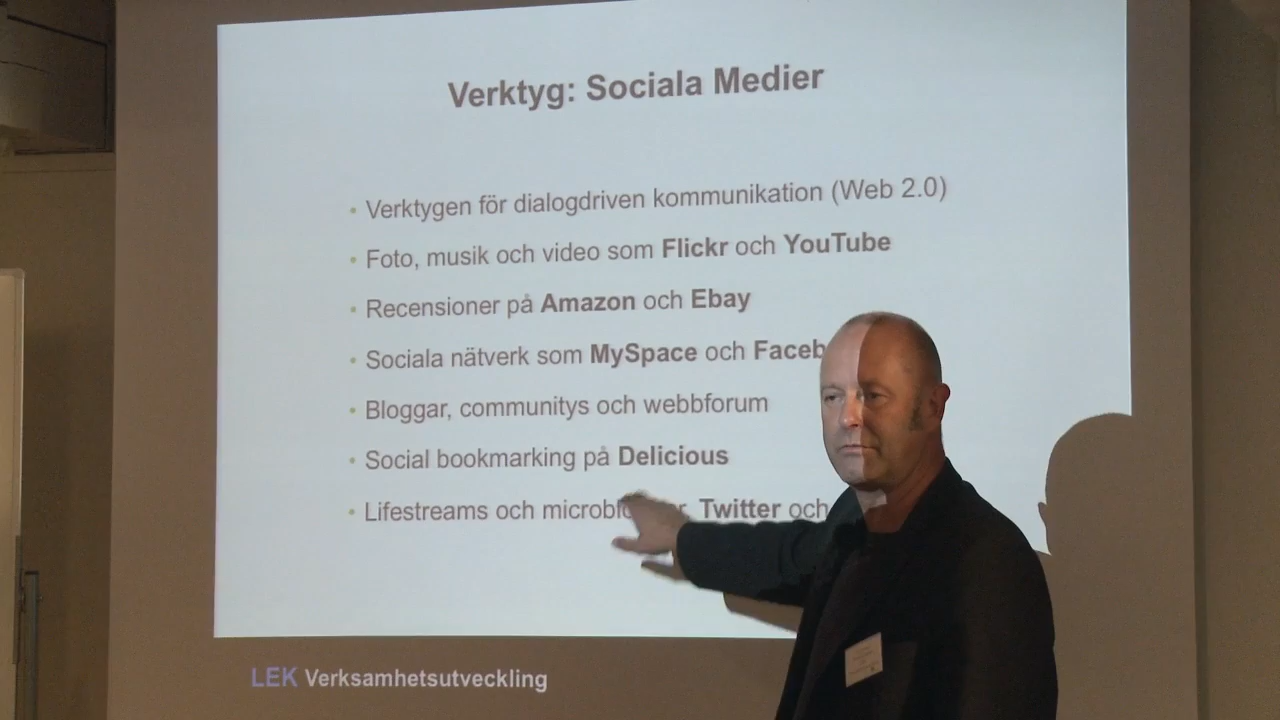 Verktyg: Sociala Medier
• Verktygen för dialogdriven kommunikation (Web 2.0)
• Foto, musik och video som Flickr och YouTube
• Recensioner på Amazon och Ebay
• Sociala nätverk som MySpace och Faceb
• Bloggar, communitys och webbforum
• Social bookmarking på Delicious
• Lifestreams och Twitter och
LEK Verksamhetsutveckling